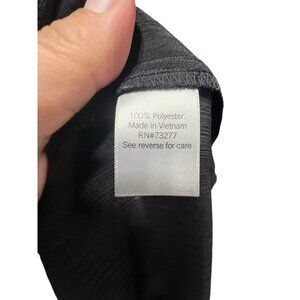 100% Polyester.
Made in Vietnam
RN#73277
See reverse for care